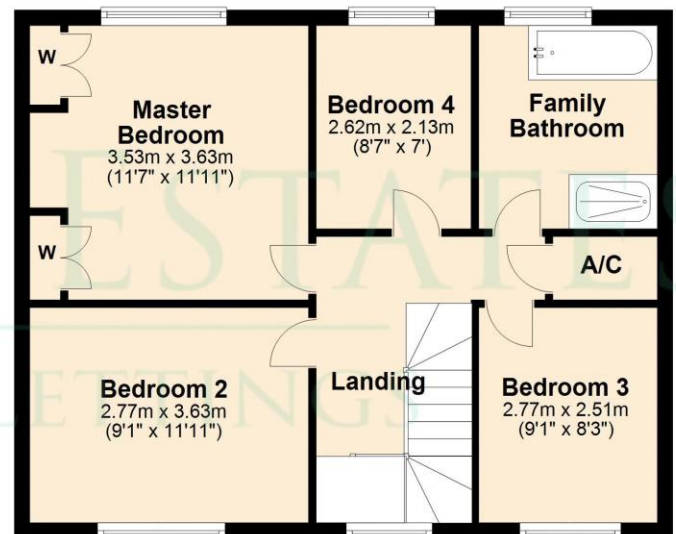 W
Master
Bedroom
3.53m x 3.63m
(11'7" x 11'11")
W
Bedroom 4
2.62m x 2.13m
(8'7" x 7')
Family
Bathroom
A/C
Bedroom 2
2.77m x 3.63m
(9'1" x 11'11")
Landing
Bedroom 3
2.77m x 2.51m
(9'1" x 8'3")
ESTATES
LETTINGS